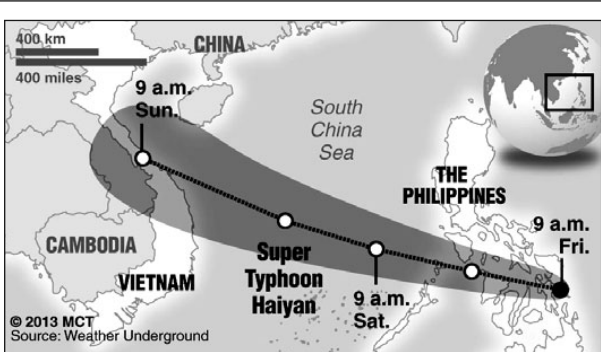 400 km
400 miles
CHINA
9 a.m.
Sun.
South
China
Sea
THE
PHILIPPINES
9 a.m.
Fri.
CAMBODIA
VIETNAM
Super
Typhoon
Haiyan
9 a.m.
Sat.
© 2013 MCT
Source: Weather Underground